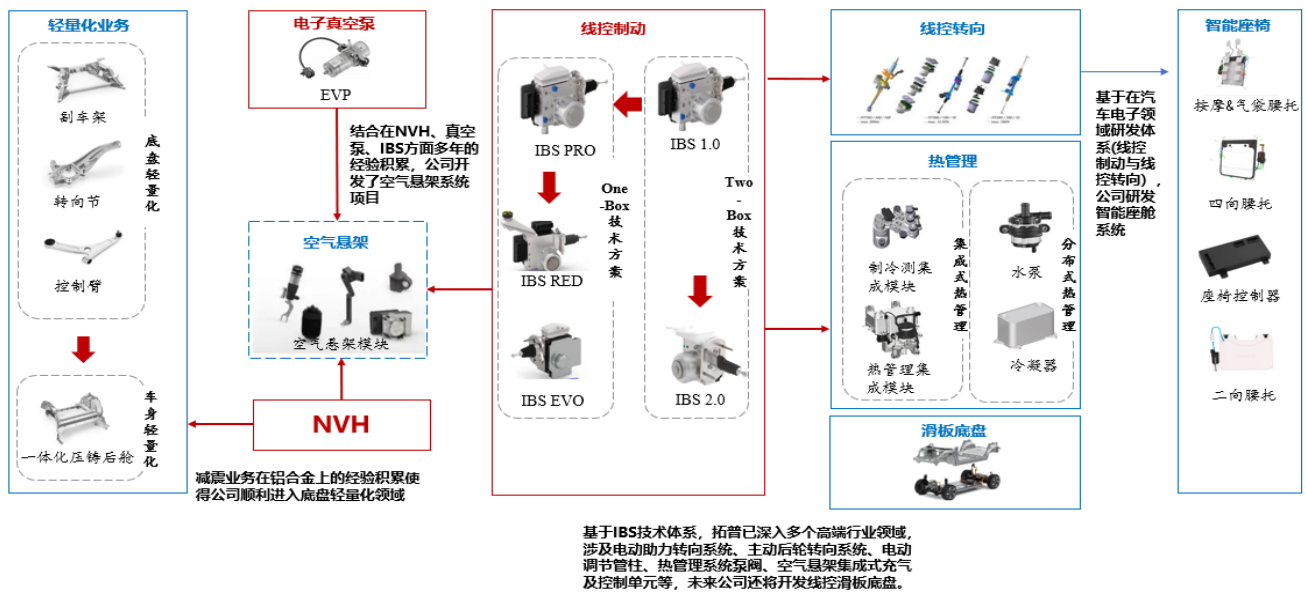 轻量化业务
副车架
转向节
控制臂
底盘轻量化
一体化压铸后舱
车身轻量化
电子真空泵
EVP
结合在NVH、真空
泵、IBS方面多年的
经验积累，公司开
发了空气悬架系统
项目
空气悬架
空气悬架模块
NVH
减震业务在铝合金上的经验积累使
得公司顺利进入底盘轻量化领域
线控制动
IBS PRO
IBS RED
IBS EVO
One
-Box
技术方案
IBS 1.0
Two
-
Box
技术方案
IBS 2.0
线控转向
热管理
制冷测集
成模块
热管理集
成模块
集成式热管理
水泵
冷凝器
分布式热管理
滑板底盘
基于IBS技术体系，拓普已深入多个高端行业领域，
涉及电动助力转向系统、主动后轮转向系统、电动
调节管柱、热管理系统泵阀、空气悬架集成式充气
及控制单元等，未来公司还将开发线控滑板底盘。
基于在汽
车电子领
域研发体
系(线控
制动与线
控转向)，
公司研发
智能座舱
系统
智能座椅
按摩&气袋腰托
四向腰托
座椅控制器
二向腰托